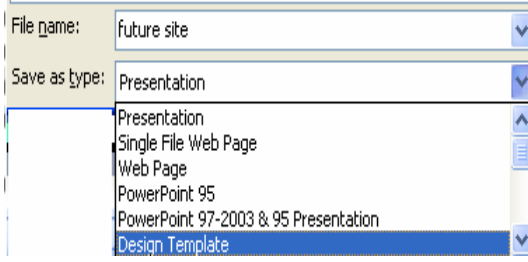 File name: future site
Save as type: Presentation
Presentation
Single File Web Page
Web Page
PowerPoint 95
PowerPoint 97-2003 & 95 Presentation
Design Template